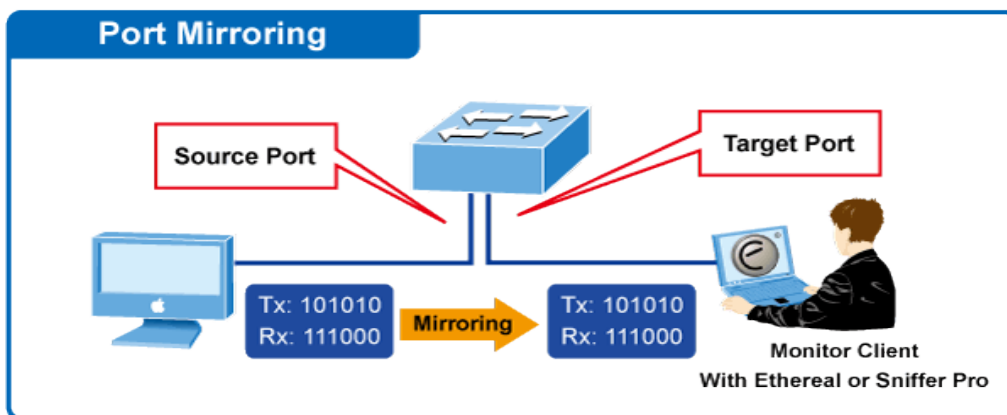 Port Mirroring
Source Port
Target Port
Tx: 101010
Rx: 111000
Mirroring
Tx: 101010
Rx: 111000
e
Monitor Client
With Ethereal or Sniffer Pro